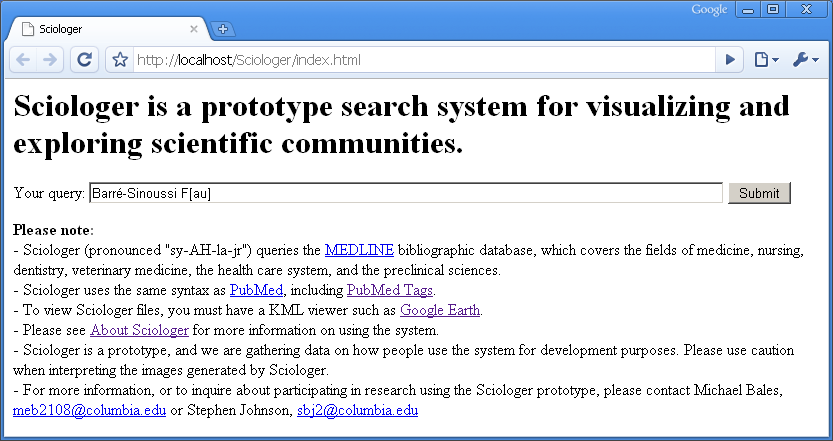 Google
Sciologer
http://localhost/Sciologer/index.html
Sciologer is a prototype search system for visualizing and
exploring scientific communities.
Your query: Barré-Sinoussi F[au] Submit
Please note:
- Sciologer (pronounced "sy-AH-la-jr") queries the MEDLINE bibliographic database, which covers the fields of medicine, nursing,
dentistry, veterinary medicine, the health care system, and the preclinical sciences.
- Sciologer uses the same syntax as PubMed, including PubMed Tags.
- To view Sciologer files, you must have a KML viewer such as Google Earth.
- Please see About Sciologer for more information on using the system.
- Sciologer is a prototype, and we are gathering data on how people use the system for development purposes. Please use caution
when interpreting the images generated by Sciologer.
- For more information, or to inquire about participating in research using the Sciologer prototype, please contact Michael Bales,
meb2108@columbia.edu or Stephen Johnson, sbj2@columbia.edu